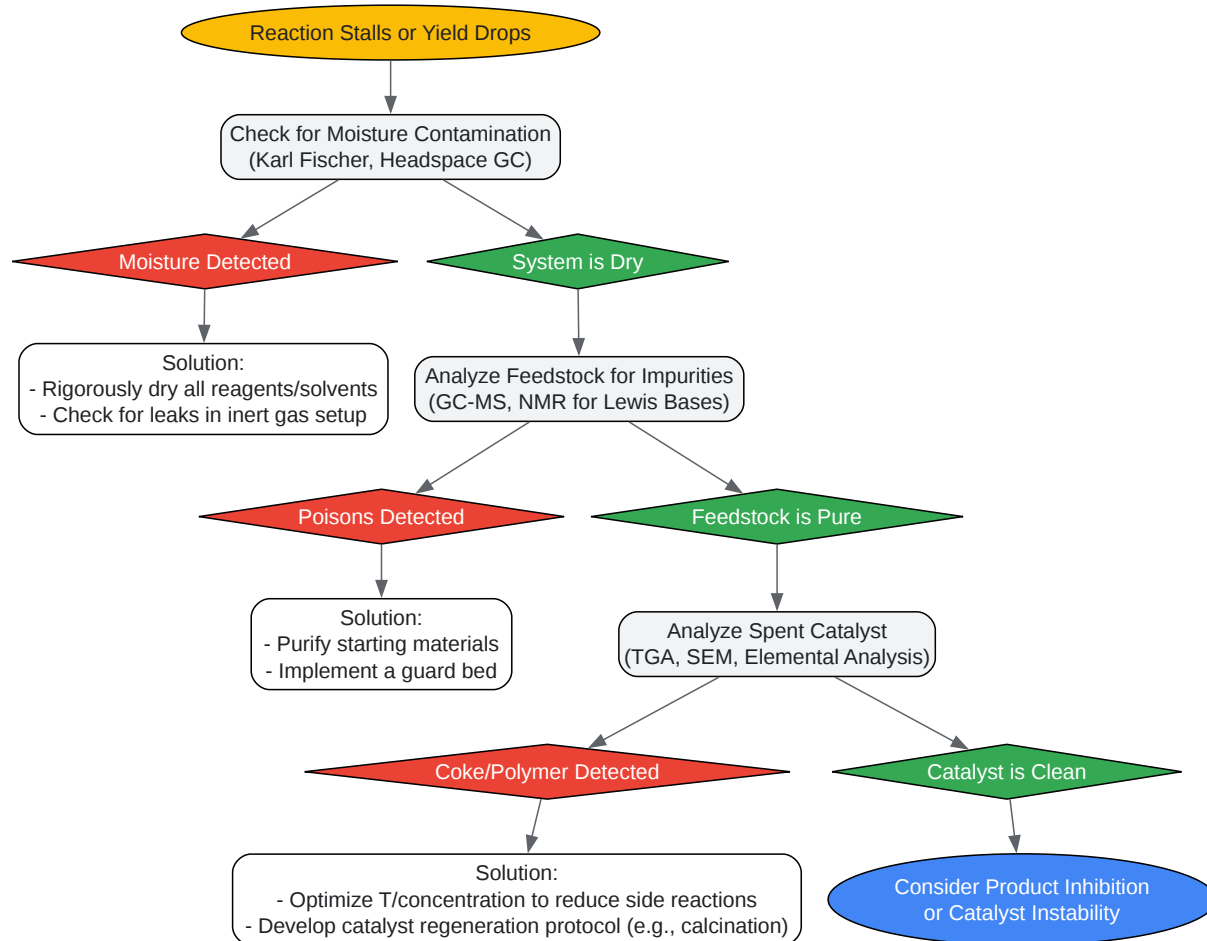 Reaction Stalls or Yield Drops
Check for Moisture Contamination
(Karl Fischer, Headspace GC)
Moisture Detected
System is Dry
Solution:
- Rigorously dry all reagents/solvents
- Check for leaks in inert gas setup
Analyze Feedstock for Impurities
(GC-MS, NMR for Lewis Bases)
Poisons Detected
Feedstock is Pure
Solution:
- Purify starting materials
- Implement a guard bed
Analyze Spent Catalyst
(TGA, SEM, Elemental Analysis)
Coke/Polymer Detected
Catalyst is Clean
Solution:
- Optimize T/concentration to reduce side reactions
- Develop catalyst regeneration protocol (e.g., calcination)
Consider Product Inhibition
or Catalyst Instability